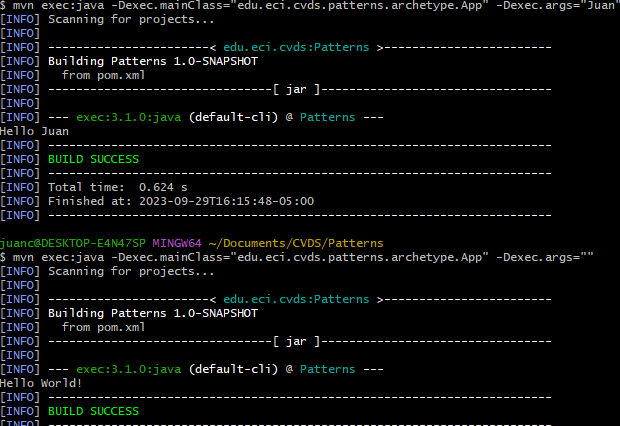 $ mvn exec:java -Dexec.mainClass="edu.eci.cvds.patterns.archetype.App" -Dexec.args="Juan"
[INFO] Scanning for projects...
[INFO]
[INFO] -----------------------< edu.eci.cvds:Patterns >------------------------
[INFO] Building Patterns 1.0-SNAPSHOT
[INFO]   from pom.xml
[INFO] --------------------------------[ jar ]---------------------------------
[INFO]
[INFO] --- exec:3.1.0:java (default-cli) @ Patterns ---
Hello Juan
[INFO] ------------------------------------------------------------------------
[INFO] BUILD SUCCESS
[INFO] ------------------------------------------------------------------------
[INFO] Total time:  0.624 s
[INFO] Finished at: 2023-09-29T16:15:48-05:00
[INFO] ------------------------------------------------------------------------
juanc@DESKTOP-E4N47SP MINGW64 ~/Documents/CVDS/Patterns
$ mvn exec:java -Dexec.mainClass="edu.eci.cvds.patterns.archetype.App" -Dexec.args=""
[INFO] Scanning for projects...
[INFO]
[INFO] -----------------------< edu.eci.cvds:Patterns >------------------------
[INFO] Building Patterns 1.0-SNAPSHOT
[INFO]   from pom.xml
[INFO] --------------------------------[ jar ]---------------------------------
[INFO]
[INFO] --- exec:3.1.0:java (default-cli) @ Patterns ---
Hello World!
[INFO] ------------------------------------------------------------------------
[INFO] BUILD SUCCESS
[INFO] ------------------------------------------------------------------------